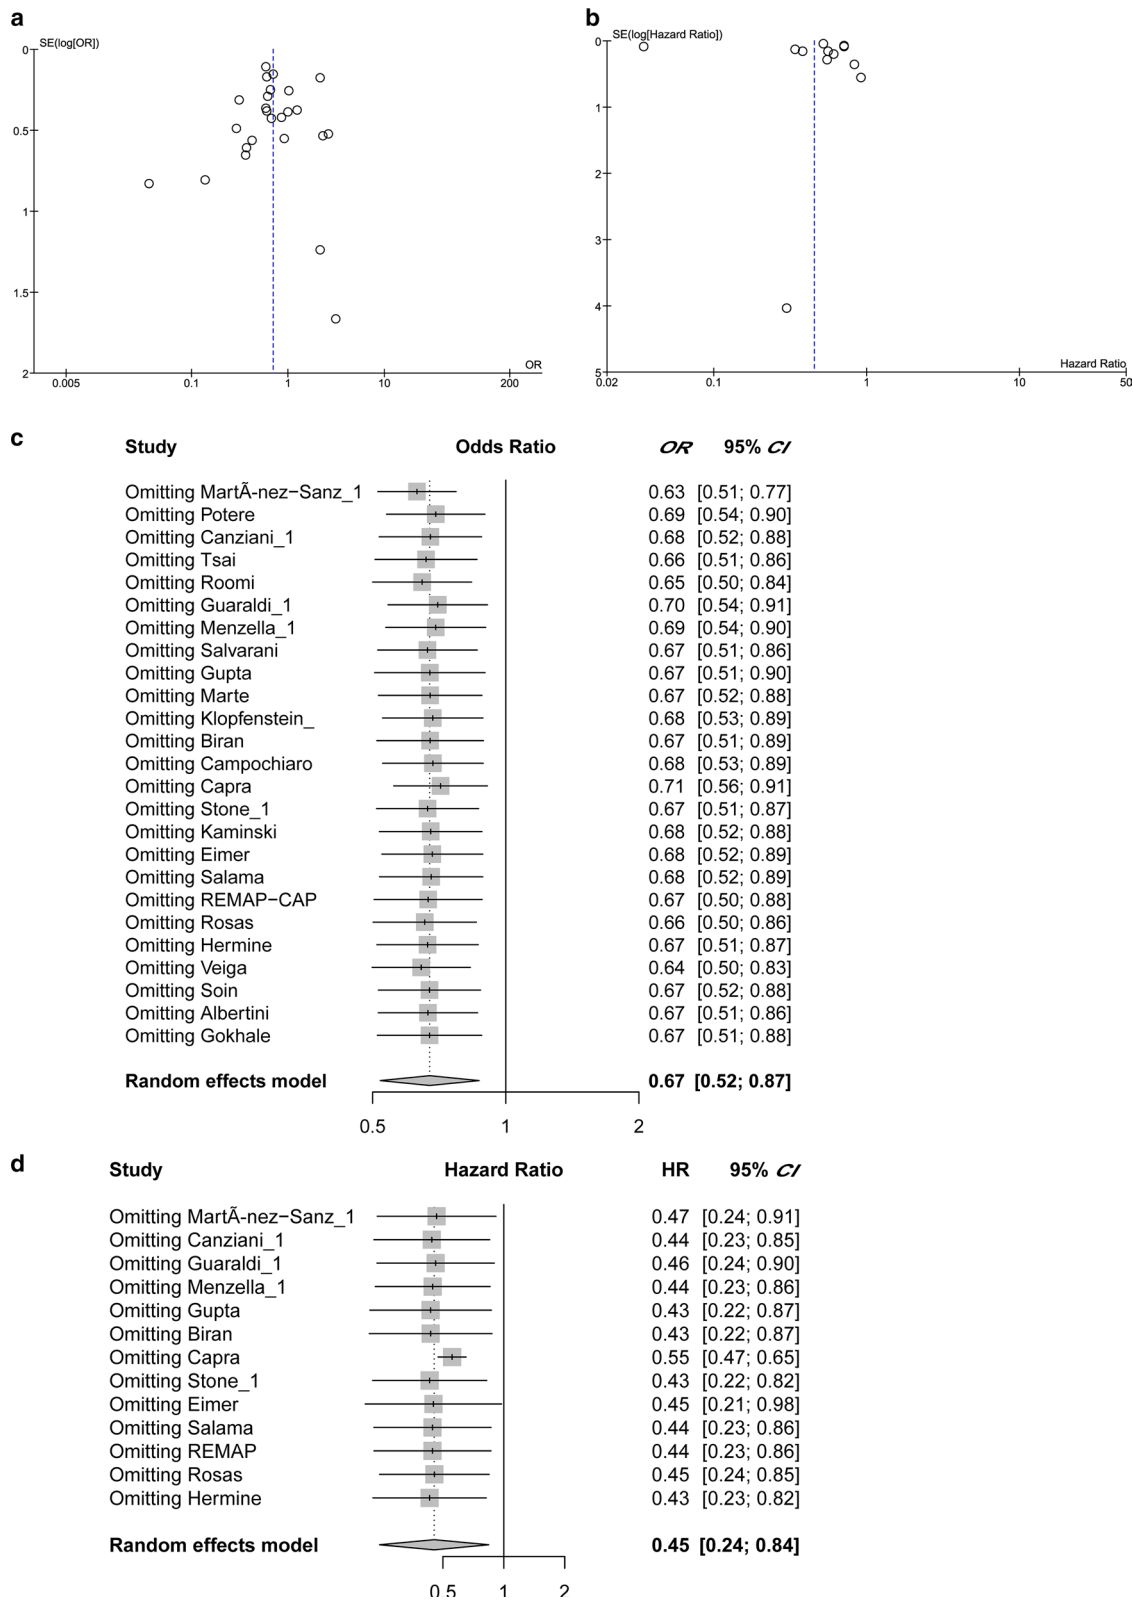 a
SE(log[OR])
0
0.5
1
1.5
2
0.005 0.1 1 10 200
OR
b
SE(log[Hazard Ratio])
0
1
2
3
4
5
0.02 0.1 1 10 50
Hazard Ratio
c
Study Odds Ratio OR 95% CI
Omitting MartÃ-nez−Sanz_1 0.63 [0.51; 0.77]
Omitting Potere 0.69 [0.54; 0.90]
Omitting Canziani_1 0.68 [0.52; 0.88]
Omitting Tsai 0.66 [0.51; 0.86]
Omitting Roomi 0.65 [0.50; 0.84]
Omitting Guaraldi_1 0.70 [0.54; 0.91]
Omitting Menzella_1 0.69 [0.54; 0.90]
Omitting Salvarani 0.67 [0.51; 0.86]
Omitting Gupta 0.67 [0.51; 0.90]
Omitting Marte 0.67 [0.52; 0.88]
Omitting Klopfenstein_ 0.68 [0.53; 0.89]
Omitting Biran 0.67 [0.51; 0.89]
Omitting Campochiaro 0.68 [0.53; 0.89]
Omitting Capra 0.71 [0.56; 0.91]
Omitting Stone_1 0.67 [0.51; 0.87]
Omitting Kaminski 0.68 [0.52; 0.88]
Omitting Eimer 0.68 [0.52; 0.89]
Omitting Salama 0.68 [0.52; 0.89]
Omitting REMAP−CAP 0.67 [0.50; 0.88]
Omitting Rosas 0.66 [0.50; 0.86]
Omitting Hermine 0.67 [0.51; 0.87]
Omitting Veiga 0.64 [0.50; 0.83]
Omitting Soin 0.67 [0.52; 0.88]
Omitting Albertini 0.67 [0.51; 0.86]
Omitting Gokhale 0.67 [0.51; 0.88]
Random effects model 0.67 [0.52; 0.87]
0.5 1 2
d
Study Hazard Ratio HR 95% CI
Omitting MartÃ-nez−Sanz_1 0.47 [0.24; 0.91]
Omitting Canziani_1 0.44 [0.23; 0.85]
Omitting Guaraldi_1 0.46 [0.24; 0.90]
Omitting Menzella_1 0.44 [0.23; 0.86]
Omitting Gupta 0.43 [0.22; 0.87]
Omitting Biran 0.43 [0.22; 0.87]
Omitting Capra 0.55 [0.47; 0.65]
Omitting Stone_1 0.43 [0.22; 0.82]
Omitting Eimer 0.45 [0.21; 0.98]
Omitting Salama 0.44 [0.23; 0.86]
Omitting REMAP 0.44 [0.23; 0.86]
Omitting Rosas 0.45 [0.24; 0.85]
Omitting Hermine 0.43 [0.23; 0.82]
Random effects model 0.45 [0.24; 0.84]
0.5 1 2